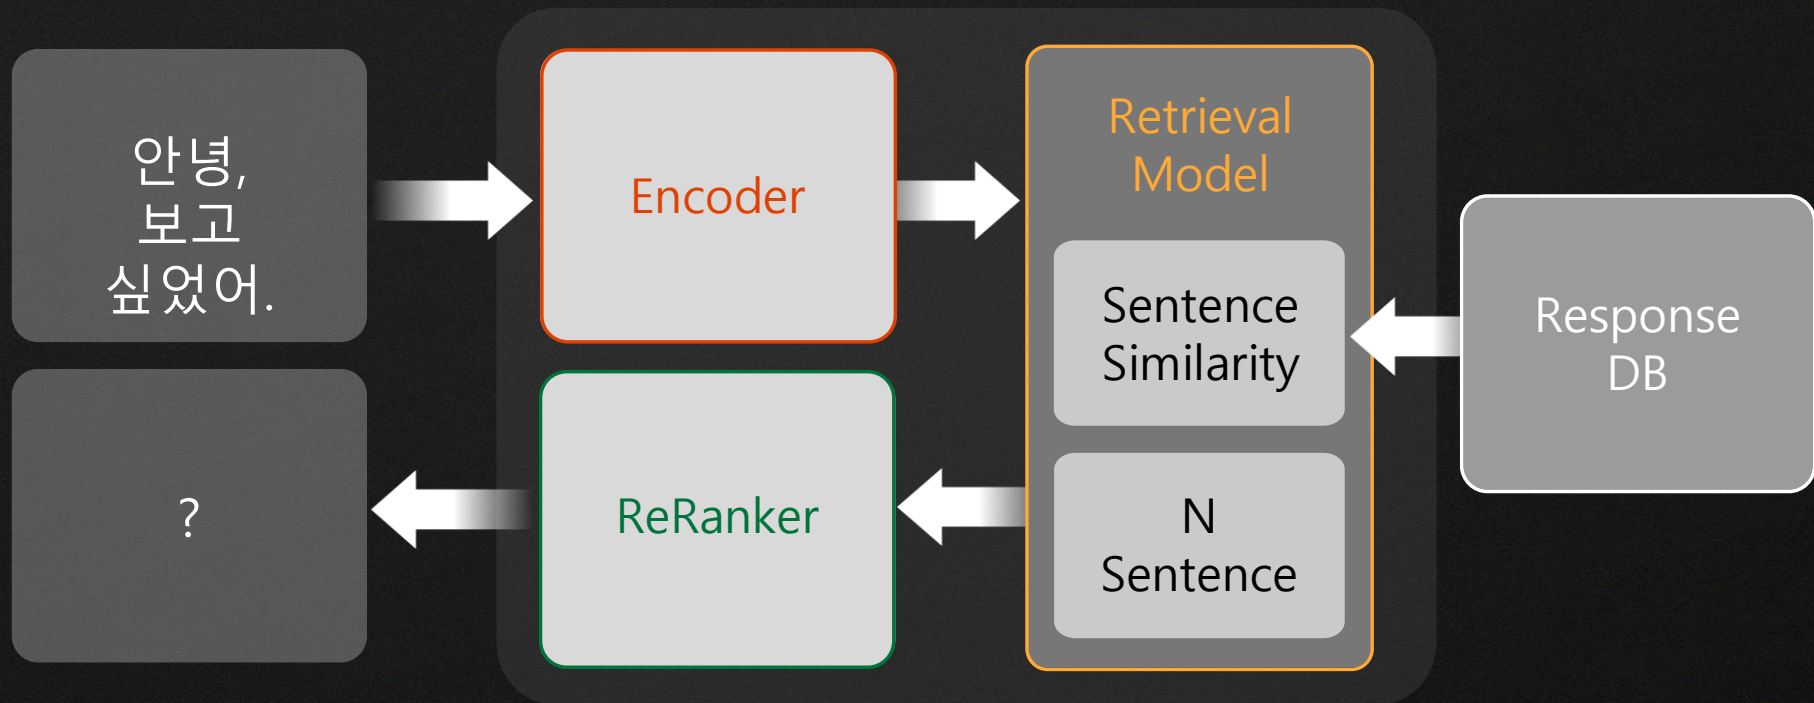 안녕,
보고
싶었어.
Encoder
Retrieval
Model
Sentence
Similarity
Response
DB
N
Sentence
ReRanker
?